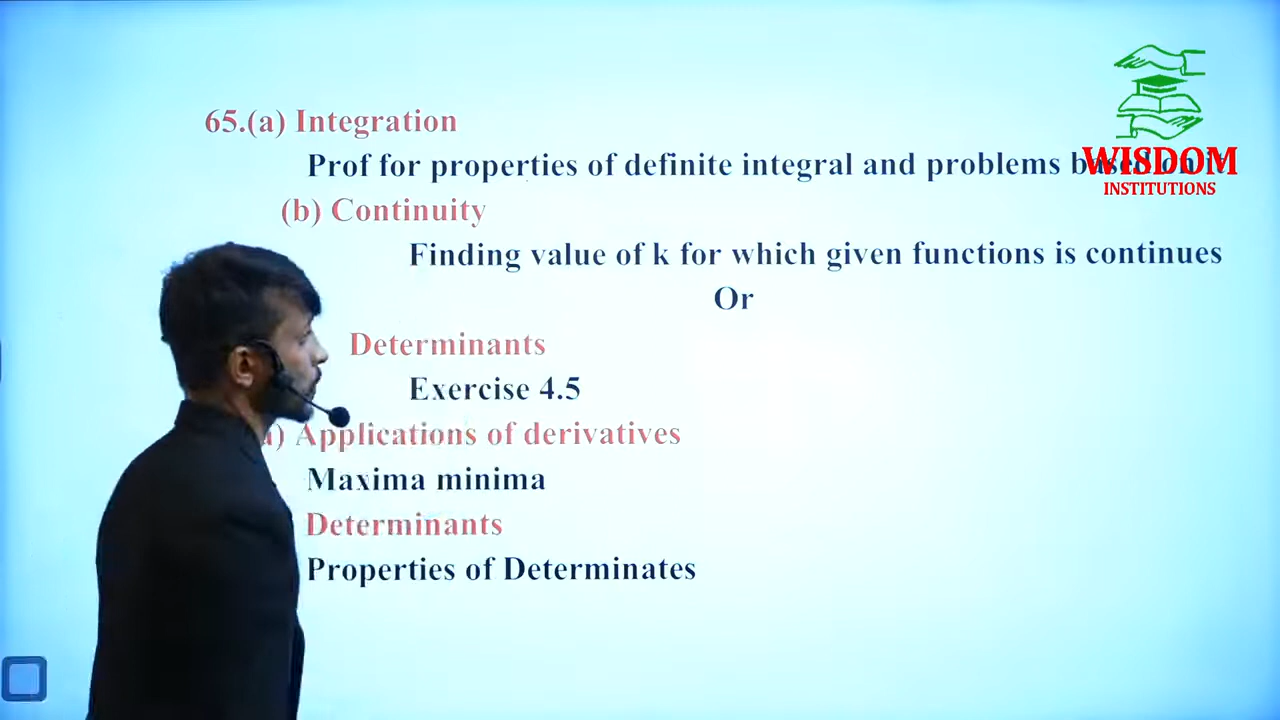 65.(a) Integration
Prof for properties of definite integral and problems
(b) Continuity
Finding value of k for which given functions is continues
Or
Determinants
Exercise 4.5
Applications of derivatives
Maxima minima
Determinants
Properties of Determinates
WISDOM
INSTITUTIONS